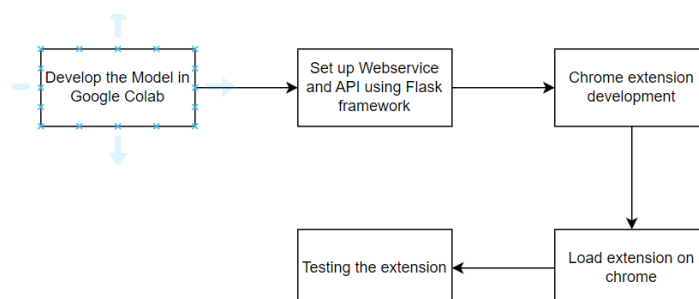 Develop the Model in
Google Colab
Set up Webservice
and API using Flask
framework
Chrome extension
development
Load extension on
chrome
Testing the extension